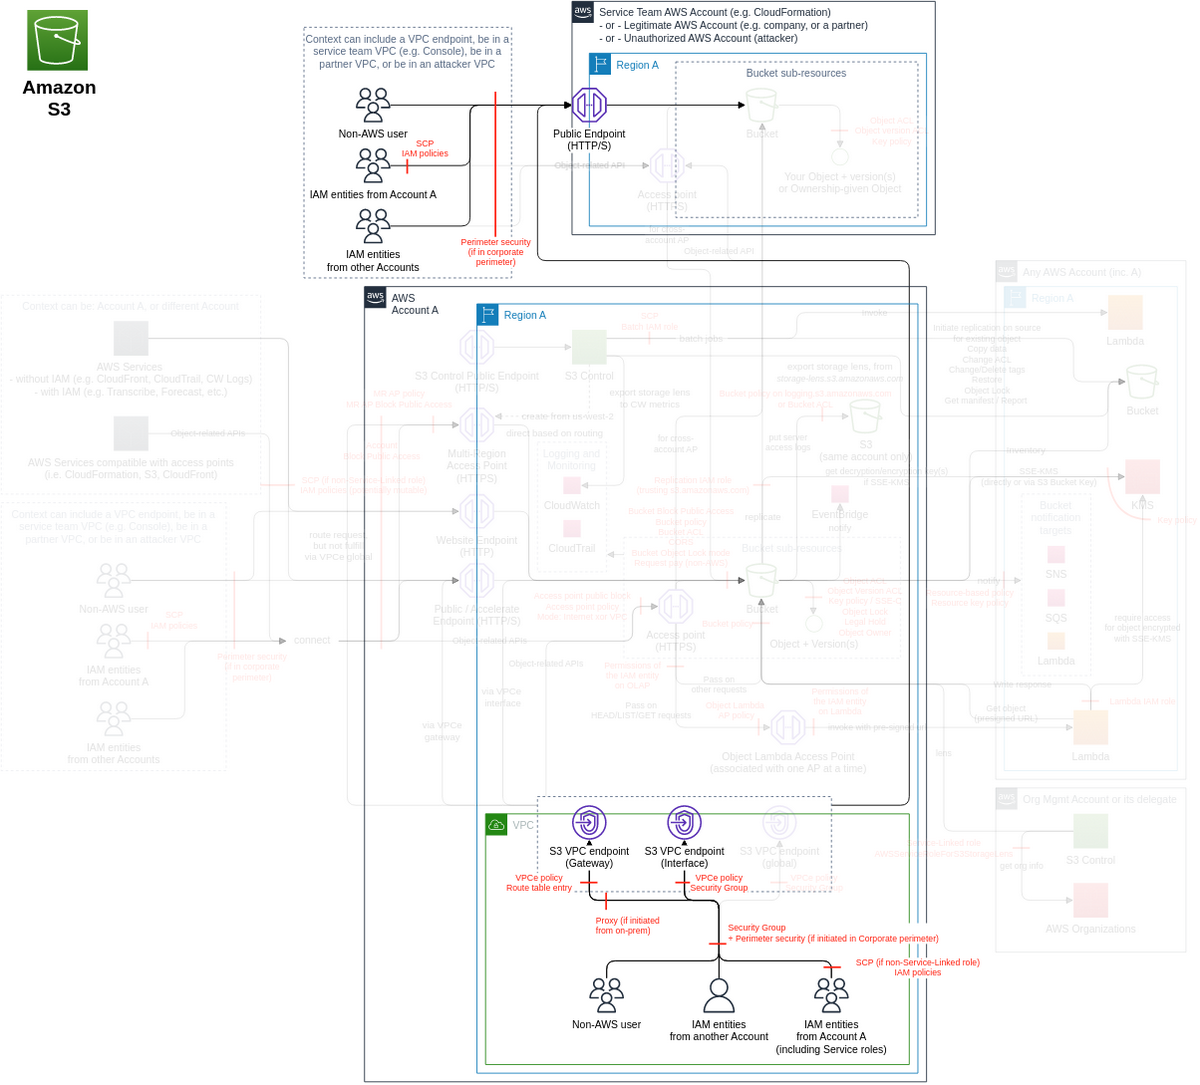 Amazon
S3
Context can include a VPC endpoint, be in a
service team VPC (e.g. Console), be in a
partner VPC, or be in an attacker VPC
Non-AWS user
SCP
IAM policies
IAM entities from Account A
IAM entities
from other Accounts
Perimeter security
(if in corporate
perimeter)
Service Team AWS Account (e.g. CloudFormation)
- or - Legitimate AWS Account (e.g. company, or a partner)
- or - Unauthorized AWS Account (attacker)
aws
Region A
Bucket sub-resources
Public Endpoint
(HTTP/S)
Bucket
Object ACL
Object version A
Key policy
Object-related API
Access point
(HTTPS)
Your Object + version(s)
or Ownership-given Object
for cross-
account AP
Object-related API
aws
AWS
Account A
Region A
Context can be: Account A, or different Account
AWS Services
- without IAM (e.g. CloudFront, CloudTrail, CW Logs)
- with IAM (e.g. Transcribe, Forecast, etc.)
Object-related APIs
AWS Services compatible with access points
(i.e. CloudFormation, S3, CloudFront)
Context can include a VPC endpoint, be in a
service team VPC (e.g. Console), be in a
partner VPC, or be in an attacker VPC
Non-AWS user
SCP
IAM policies
IAM entities
from Account A
IAM entities
from other Accounts
Perimeter security
(if in corporate
perimeter)
connect
SCP (if non-Service-Linked role)
IAM policies (potentially mutable)
route request
but not fulfill
via VPCe global
MR AP policy
MR AP Block Public Access
Account
Block Public Access
S3 Control Public Endpoint
(HTTP/S)
S3 Control
SCP
Batch IAM role
batch jobs
invoke
export storage lens
to CW metrics
export storage lens, from
storage-lens.s3.amazonaws.com
create from us-west-2
direct based on routing
Multi-Region
Access Point
(HTTPS)
Logging and
Monitoring
CloudWatch
CloudTrail
Website Endpoint
(HTTP)
Public / Accelerate
Endpoint (HTTP/S)
Object-related APIs
Object-related APIs
via VPCe
interface
via VPCe
gateway
for cross-
account AP
Bucket policy on logging.s3.amazonaws.com
or Bucket ACL
put server
access logs
S3
(same account only)
get decryption/encryption key(s)
if SSE-KMS
EventBridge
notify
replicate
Bucket Block Public Access
Bucket policy
Bucket ACL
CORS
Bucket Object Lock mode
Request pay (non-AWS)
Bucket sub-resources
Bucket
Bucket policy
Object ACL
Object Version ACL
Key policy / SSE-C
Object Lock
Legal Hold
Object Owner
Object + Version(s)
Access point public block
Access point policy
Mode: Internet or VPC
Access point
(HTTPS)
Permissions of
the IAM entity
on OLAP
Pass on
other requests
Pass on
HEAD/LIST/GET requests
Object Lambda
AP policy
Permissions of
the IAM entity
on Lambda
Object Lambda Access Point
(associated with one AP at a time)
Write response
Get object
(presigned URL)
lens
aws
Any AWS Account (inc. A)
Region A
Lambda
Initiate replication on source
for existing object
Copy data
Change ACL
Change/Delete tags
Restore
Object Lock
Get manifest / Report
Bucket
inventory
SSE-KMS
(directly or via S3 Bucket Key)
KMS
Key policy
Bucket
notification
targets
SNS
SQS
Lambda
notify
Resource-based policy
Resource key policy
require access
for object encrypted
with SSE-KMS
Lambda IAM role
Lambda
aws
Org Mgmt Account or its delegate
S3 Control
Service-Linked role
get org info
AWS Organizations
VPC
S3 VPC endpoint
(Gateway)
S3 VPC endpoint
(Interface)
S3 VPC endpoint
(global)
VPCe policy
Route table entry
VPCe policy
Security Group
Proxy (if initiated
from on-prem)
Security Group
+ Perimeter security (if initiated in Corporate perimeter)
SCP (if non-Service-Linked role)
IAM policies
Non-AWS user
IAM entities
from another Account
IAM entities
from Account A
(including Service roles)